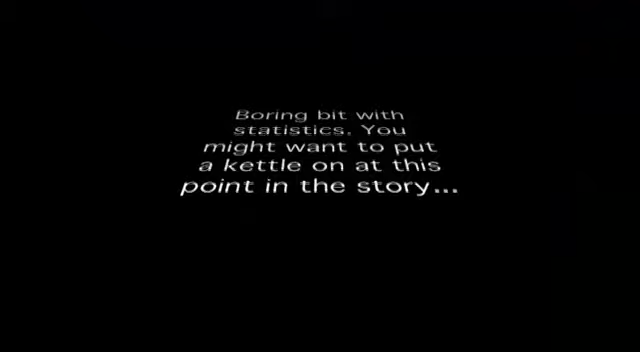 Boring bit with
statistics. You
might want to put
a kettle on at this
point in the story...